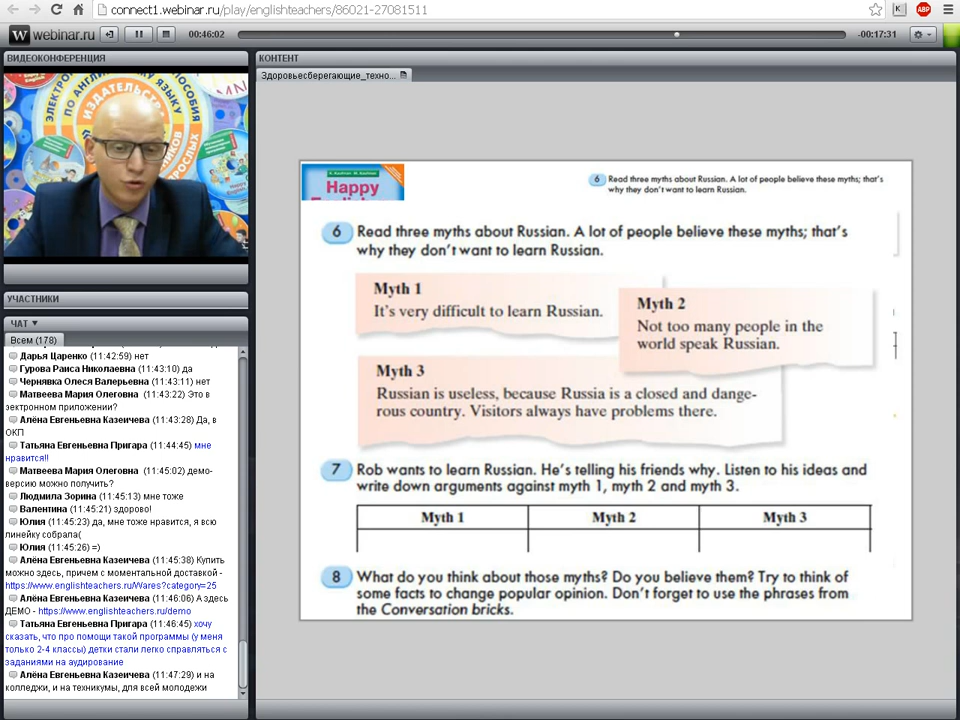 connect1.webinar.ru/play/englishteachers/86021-27081511
webinar.ru
00:46:02
-00:17:31
ВИДЕОКОНФЕРЕНЦИЯ
ЭЛЕКТРОННЫЕ ПОСОБИЯ
ПО АНГЛИЙСКОМУ ЯЗЫКУ
ИЗДАТЕЛЬСТВО
УЧАСТНИКИ
ЧАТ
Всем (178)
Дарья Царенко (11:42:59) нет
Гурова Раиса Николаевна (11:43:10) да
Чернявка Олеся Валерьевна (11:43:11) нет
Матвеева Мария Олеговна (11:43:22) Это в
эектронном приложении?
Алёна Евгеньевна Казеичева (11:43:28) Да, в
ОКП
Татьяна Евгеньевна Пригара (11:44:45) мне
нравится!!
Матвеева Мария Олеговна (11:45:02) демо-
версию можно получить?
Людмила Зорина (11:45:13) мне тоже
Валентина (11:45:21) здорово!
Юлия (11:45:23) да, мне тоже нравится, я всю
линейку собрала(
Юлия (11:45:26) =)
Алёна Евгеньевна Казеичева (11:45:38) Купить
можно здесь, причем с моментальной доставкой -
https://www.englishteachers.ru/Wares?category=25
Алёна Евгеньевна Казеичева (11:46:06) А здесь
ДЕМО - https://www.englishteachers.ru/demo
Татьяна Евгеньевна Пригара (11:46:45) хочу
сказать, что про помощи такой программы (у меня
только 2-4 классы) детки стали легко справляться с
заданиями на аудирование
Алёна Евгеньевна Казеичева (11:47:29) и на
колледжи, и на техникумы, для всей молодежи
КОНТЕНТ
Здоровьесберегающие_техно...
Happy
6 Read three myths about Russian. A lot of people believe these myths; that's
why they don't want to learn Russian.
6 Read three myths about Russian. A lot of people believe these myths; that's
why they don't want to learn Russian.
Myth 1
It's very difficult to learn Russian.
Myth 2
Not too many people in the
world speak Russian.
Myth 3
Russian is useless, because Russia is a closed and dange-
rous country. Visitors always have problems there.
7 Rob wants to learn Russian. He's telling his friends why. Listen to his ideas and
write down arguments against myth 1, myth 2 and myth 3.
Myth 1 Myth 2 Myth 3
8 What do you think about those myths? Do you believe them? Try to think of
some facts to change popular opinion. Don't forget to use the phrases from
the Conversation bricks.